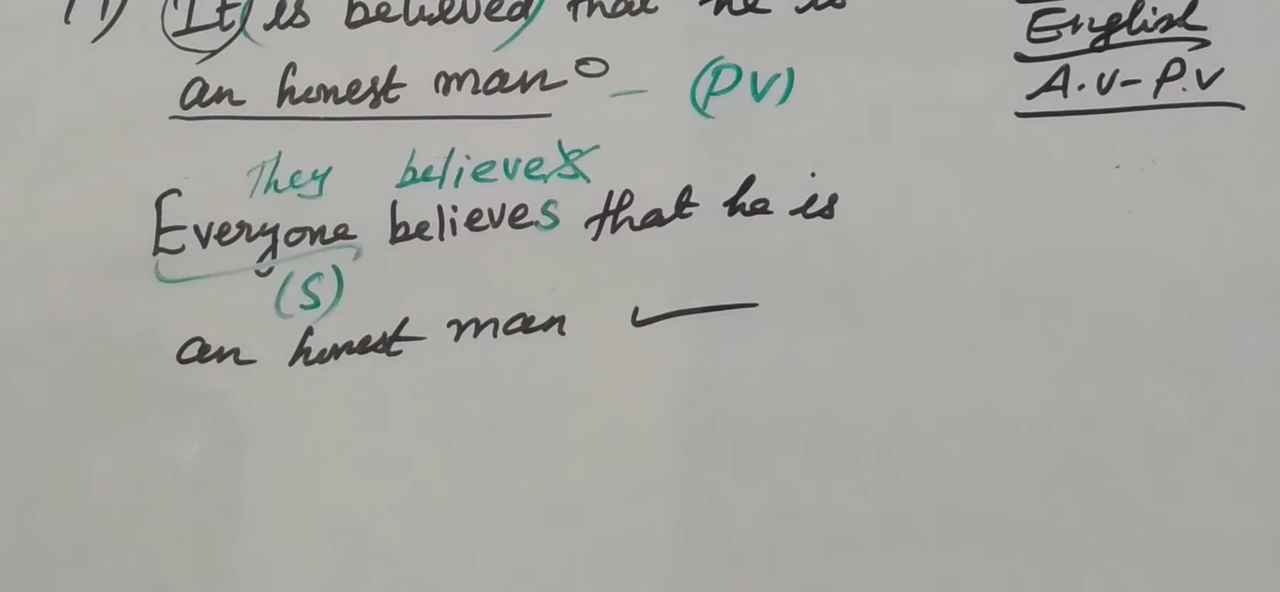 1) It is believed that he is
an honest man. - (PV)
They believe
Everyone believes that he is
(S)
an honest man
English
A.V-P.V